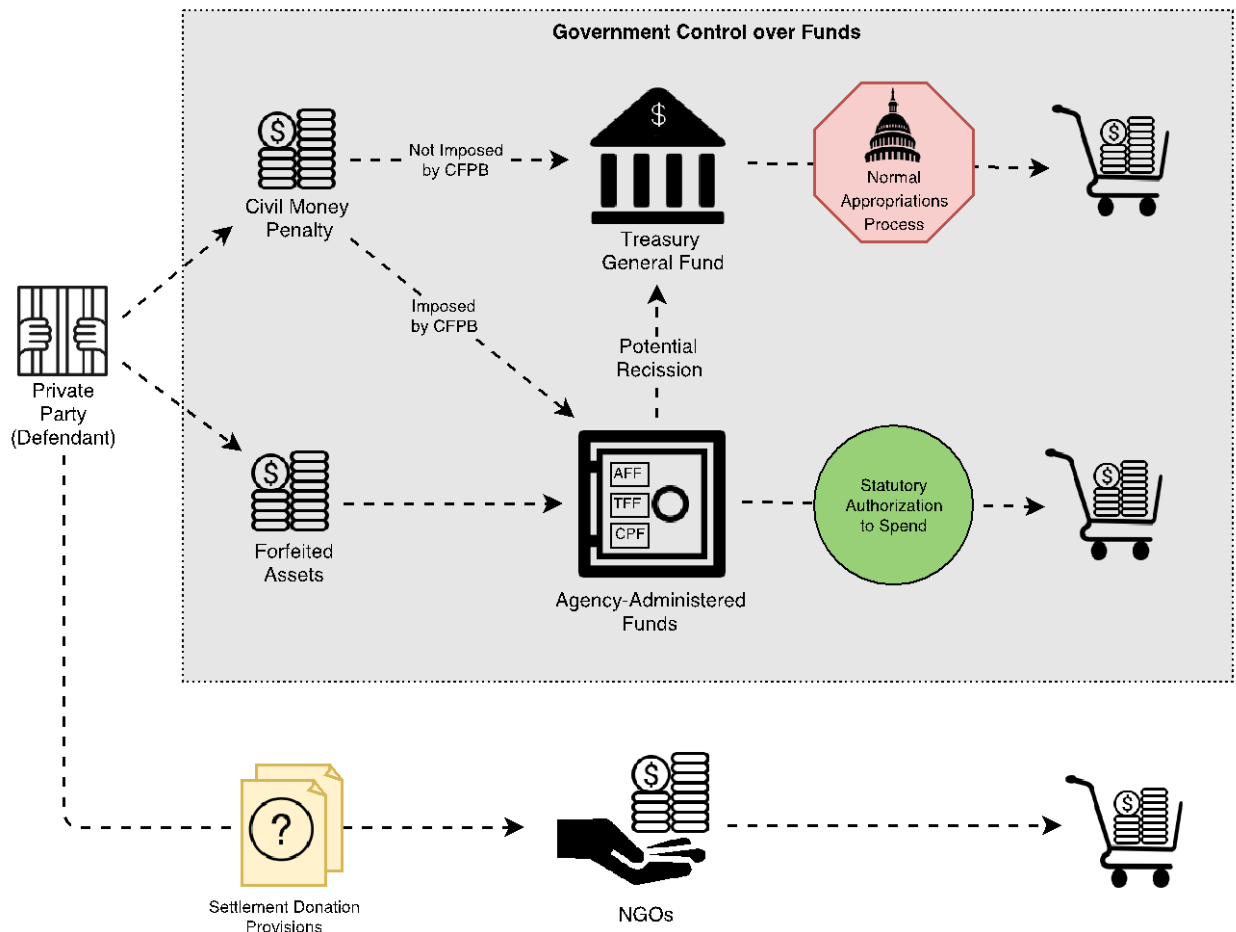 Government Control over Funds
$
$
$
Not Imposed
by CFPB
Normal
Appropriations
Process
Civil Money
Penalty
Treasury
General Fund
Imposed
by CFPB
Potential
Recission
Private
Party
(Defendant)
$
AFF
TFF
CPF
Statutory
Authorization
to Spend
$
Forfeited
Assets
Agency-Administered
Funds
?
$
$
Settlement Donation
Provisions
NGOs